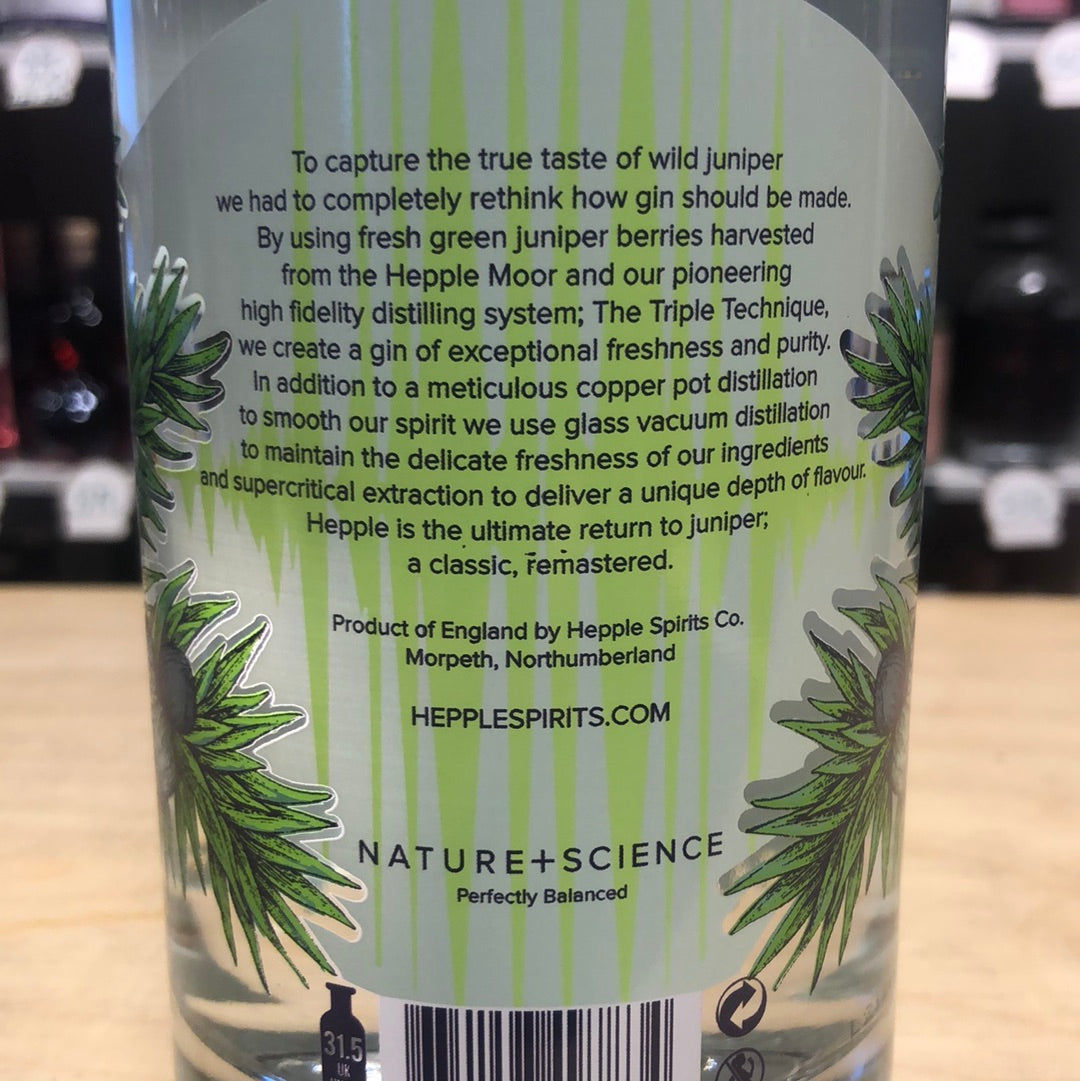 To capture the true taste of wild juniper
we had to completely rethink how gin should be made.
By using fresh green juniper berries harvested
from the Hepple Moor and our pioneering
high fidelity distilling system; The Triple Technique,
we create a gin of exceptional freshness and purity.
In addition to a meticulous copper pot distillation
to smooth our spirit we use glass vacuum distillation
to maintain the delicate freshness of our ingredients
and supercritical extraction to deliver a unique depth of flavour.
Hepple is the ultimate return to juniper;
a classic, remastered.
Product of England by Hepple Spirits Co.
Morpeth, Northumberland
HEPPLESPIRITS.COM
NATURE+SCIENCE
Perfectly Balanced
31.5
UK